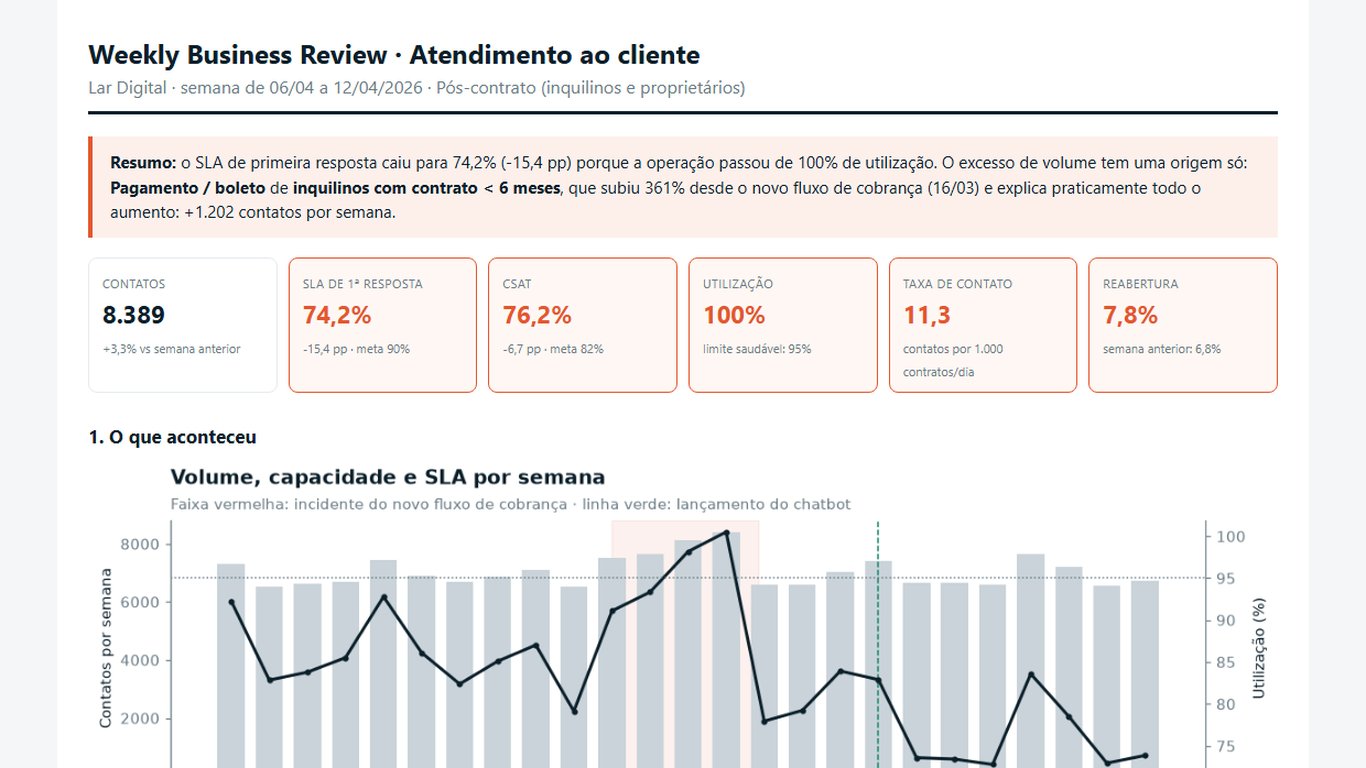 Weekly Business Review · Atendimento ao cliente
Lar Digital · semana de 06/04 a 12/04/2026 · Pós-contrato (inquilinos e proprietários)
Resumo: o SLA de primeira resposta caiu para 74,2% (-15,4 pp) porque a operação passou de 100% de utilização. O excesso de volume tem uma origem só:
Pagamento / boleto de inquilinos com contrato < 6 meses, que subiu 361% desde o novo fluxo de cobrança (16/03) e explica praticamente todo o
aumento: +1.202 contatos por semana.
CONTATOS
8.389
+3,3% vs semana anterior
SLA DE 1ª RESPOSTA
74,2%
-15,4 pp · meta 90%
CSAT
76,2%
-6,7 pp · meta 82%
UTILIZAÇÃO
100%
limite saudável: 95%
TAXA DE CONTATO
11,3
contatos por 1.000
contratos/dia
REABERTURA
7,8%
semana anterior: 6,8%
1. O que aconteceu
Volume, capacidade e SLA por semana
Faixa vermelha: incidente do novo fluxo de cobrança · linha verde: lançamento do chatbot
Contatos por semana
8000
6000
4000
2000
100
95
90
85
80
75
Utilização (%)